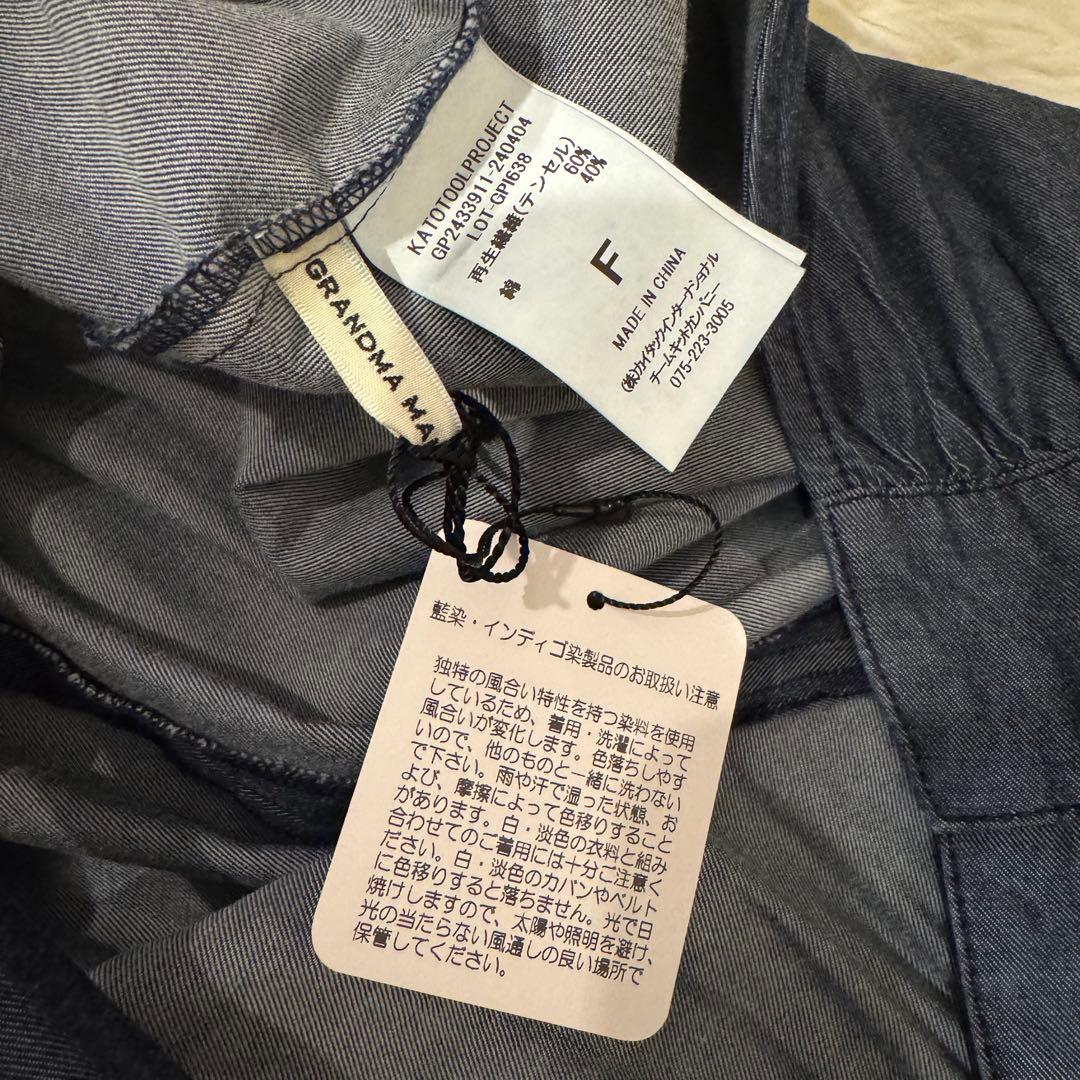 KATOTOOLPROJECT
GP2433911-240404
LOT-GP1638
再生繊維(テンセル) 60%
綿 40%
F
MADE IN CHINA
(株)カイタックインターナショナル
チームキットカンパニー
075-223-3005
GRANDMA MA
藍染・インディゴ染製品のお取扱い注意
独特の風合い特性を持つ染料を使用
しているため、着用・洗濯によって
風合いが変化します。色落ちしやす
いので、他のものと一緒に洗わない
で下さい。雨や汗で温った状態、お
よび、摩擦によって色移りすること
があります。白・淡色の衣料と組み
合わせてのご着用には十分ご注意く
ださい。白・淡色のカバンやベルト
に色移りすると落ちません。光で日
焼けしますので、太陽や照明を避け、
光の当たらない風通しの良い場所で
保管してください。